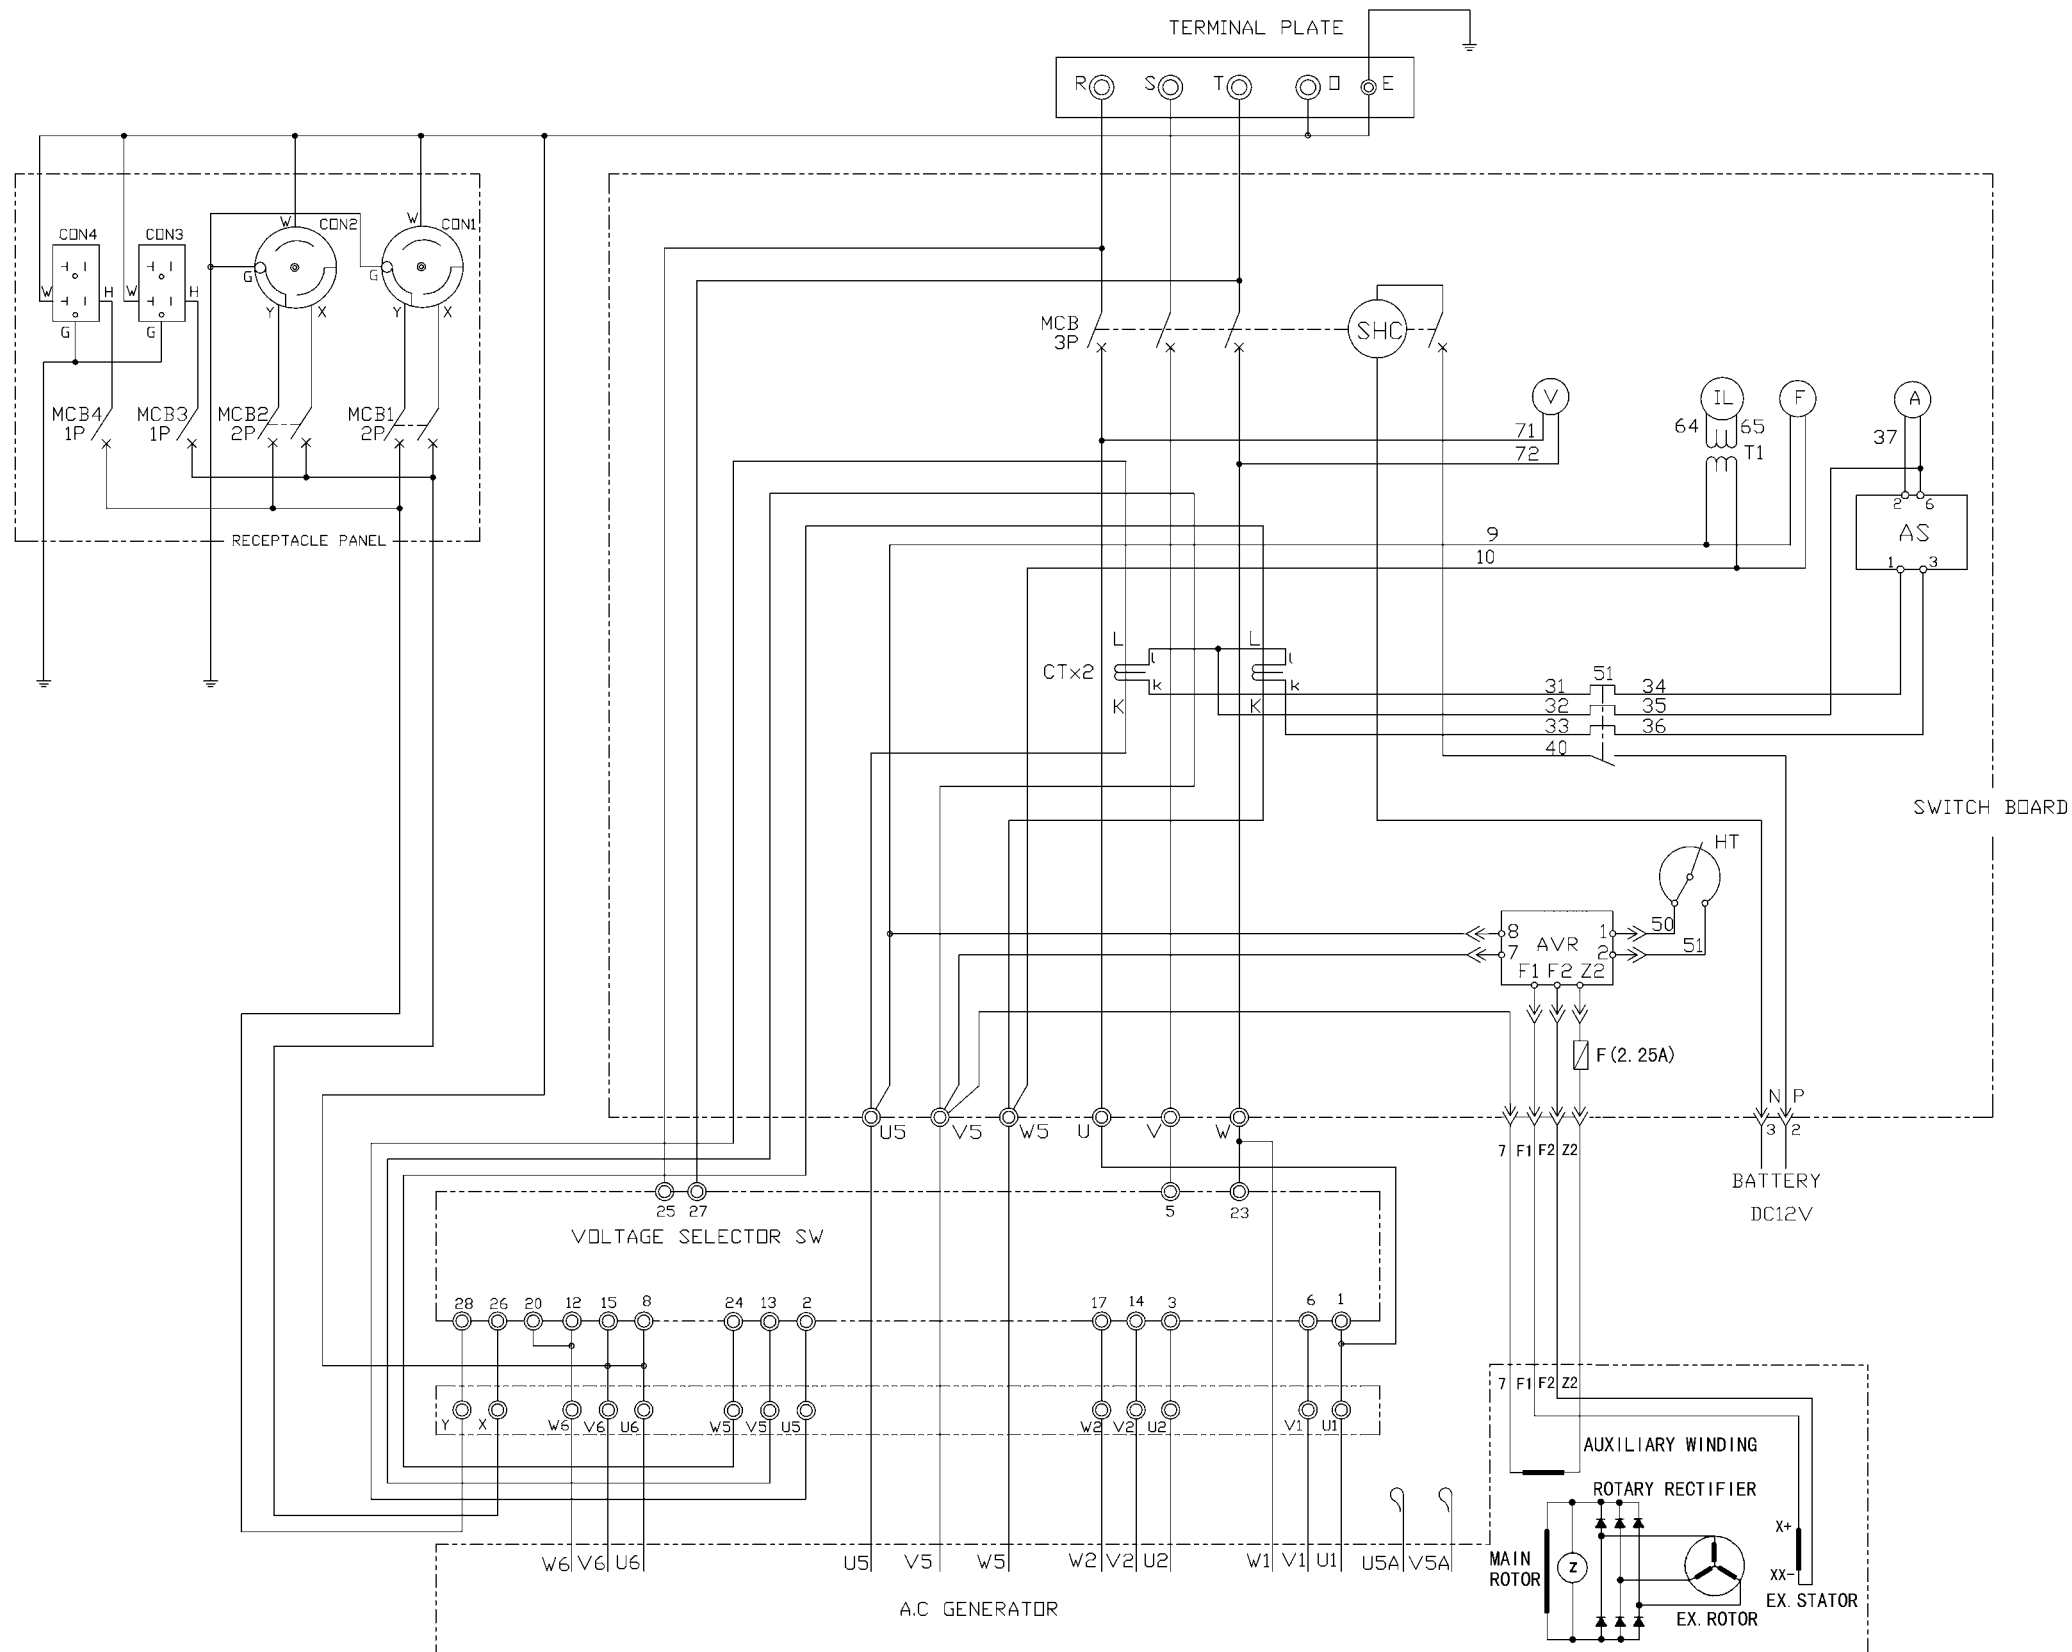 TERMINAL PLATE
R S T O E
W W
CON4 CON3 CON2 CON1
G G
W H W H
Y X Y X
G G
MCB
3P
SHC
V IL F A
MCB4 MCB3 MCB2 MCB1
1P 1P 2P 2P
71
72
64 65
T1
37
2 6
AS
1 3
RECEPTACLE PANEL
9
10
L L
CTx2
l l
k k
K K
51
31 34
32 35
33 36
40
SWITCH BOARD
HT
8 1 50
AVR
7 2 51
F1 F2 Z2
F(2.25A)
N P
U5 V5 W5 U V W
3 2
7 F1 F2 Z2
BATTERY
DC12V
25 27 5 23
VOLTAGE SELECTOR SW
28 26 20 12 15 8 24 13 2 17 14 3 6 1
7 F1 F2 Z2
Y X W6 V6 U6 W5 V5 U5 W2 V2 U2 V1 U1
AUXILIARY WINDING
ROTARY RECTIFIER
X+
W6 V6 U6 U5 V5 W5 W2 V2 U2 W1 V1 U1 U5A V5A
MAIN
ROTOR
Z
XX-
EX. STATOR
EX. ROTOR
A.C GENERATOR